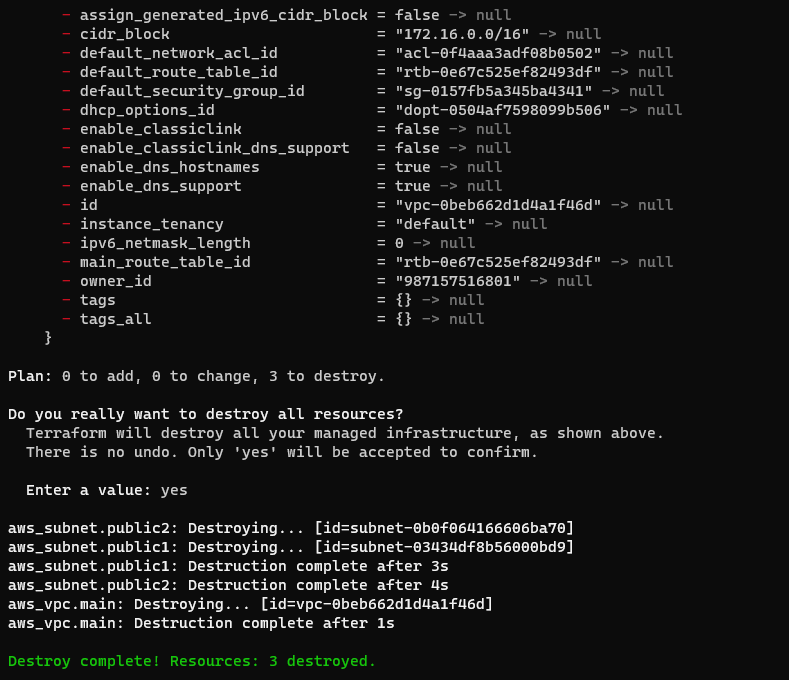 - assign_generated_ipv6_cidr_block = false -> null
- cidr_block                       = "172.16.0.0/16" -> null
- default_network_acl_id           = "acl-0f4aaa3adf08b0502" -> null
- default_route_table_id           = "rtb-0e67c525ef82493df" -> null
- default_security_group_id        = "sg-0157fb5a345ba4341" -> null
- dhcp_options_id                  = "dopt-0504af7598099b506" -> null
- enable_classiclink               = false -> null
- enable_classiclink_dns_support   = false -> null
- enable_dns_hostnames             = true -> null
- enable_dns_support               = true -> null
- id                               = "vpc-0beb662d1d4a1f46d" -> null
- instance_tenancy                 = "default" -> null
- ipv6_netmask_length              = 0 -> null
- main_route_table_id              = "rtb-0e67c525ef82493df" -> null
- owner_id                         = "987157516801" -> null
- tags                             = {} -> null
- tags_all                         = {} -> null
}
Plan: 0 to add, 0 to change, 3 to destroy.
Do you really want to destroy all resources?
Terraform will destroy all your managed infrastructure, as shown above.
There is no undo. Only 'yes' will be accepted to confirm.
Enter a value: yes
aws_subnet.public2: Destroying... [id=subnet-0b0f064166606ba70]
aws_subnet.public1: Destroying... [id=subnet-03434df8b56000bd9]
aws_subnet.public1: Destruction complete after 3s
aws_subnet.public2: Destruction complete after 4s
aws_vpc.main: Destroying... [id=vpc-0beb662d1d4a1f46d]
aws_vpc.main: Destruction complete after 1s
Destroy complete! Resources: 3 destroyed.